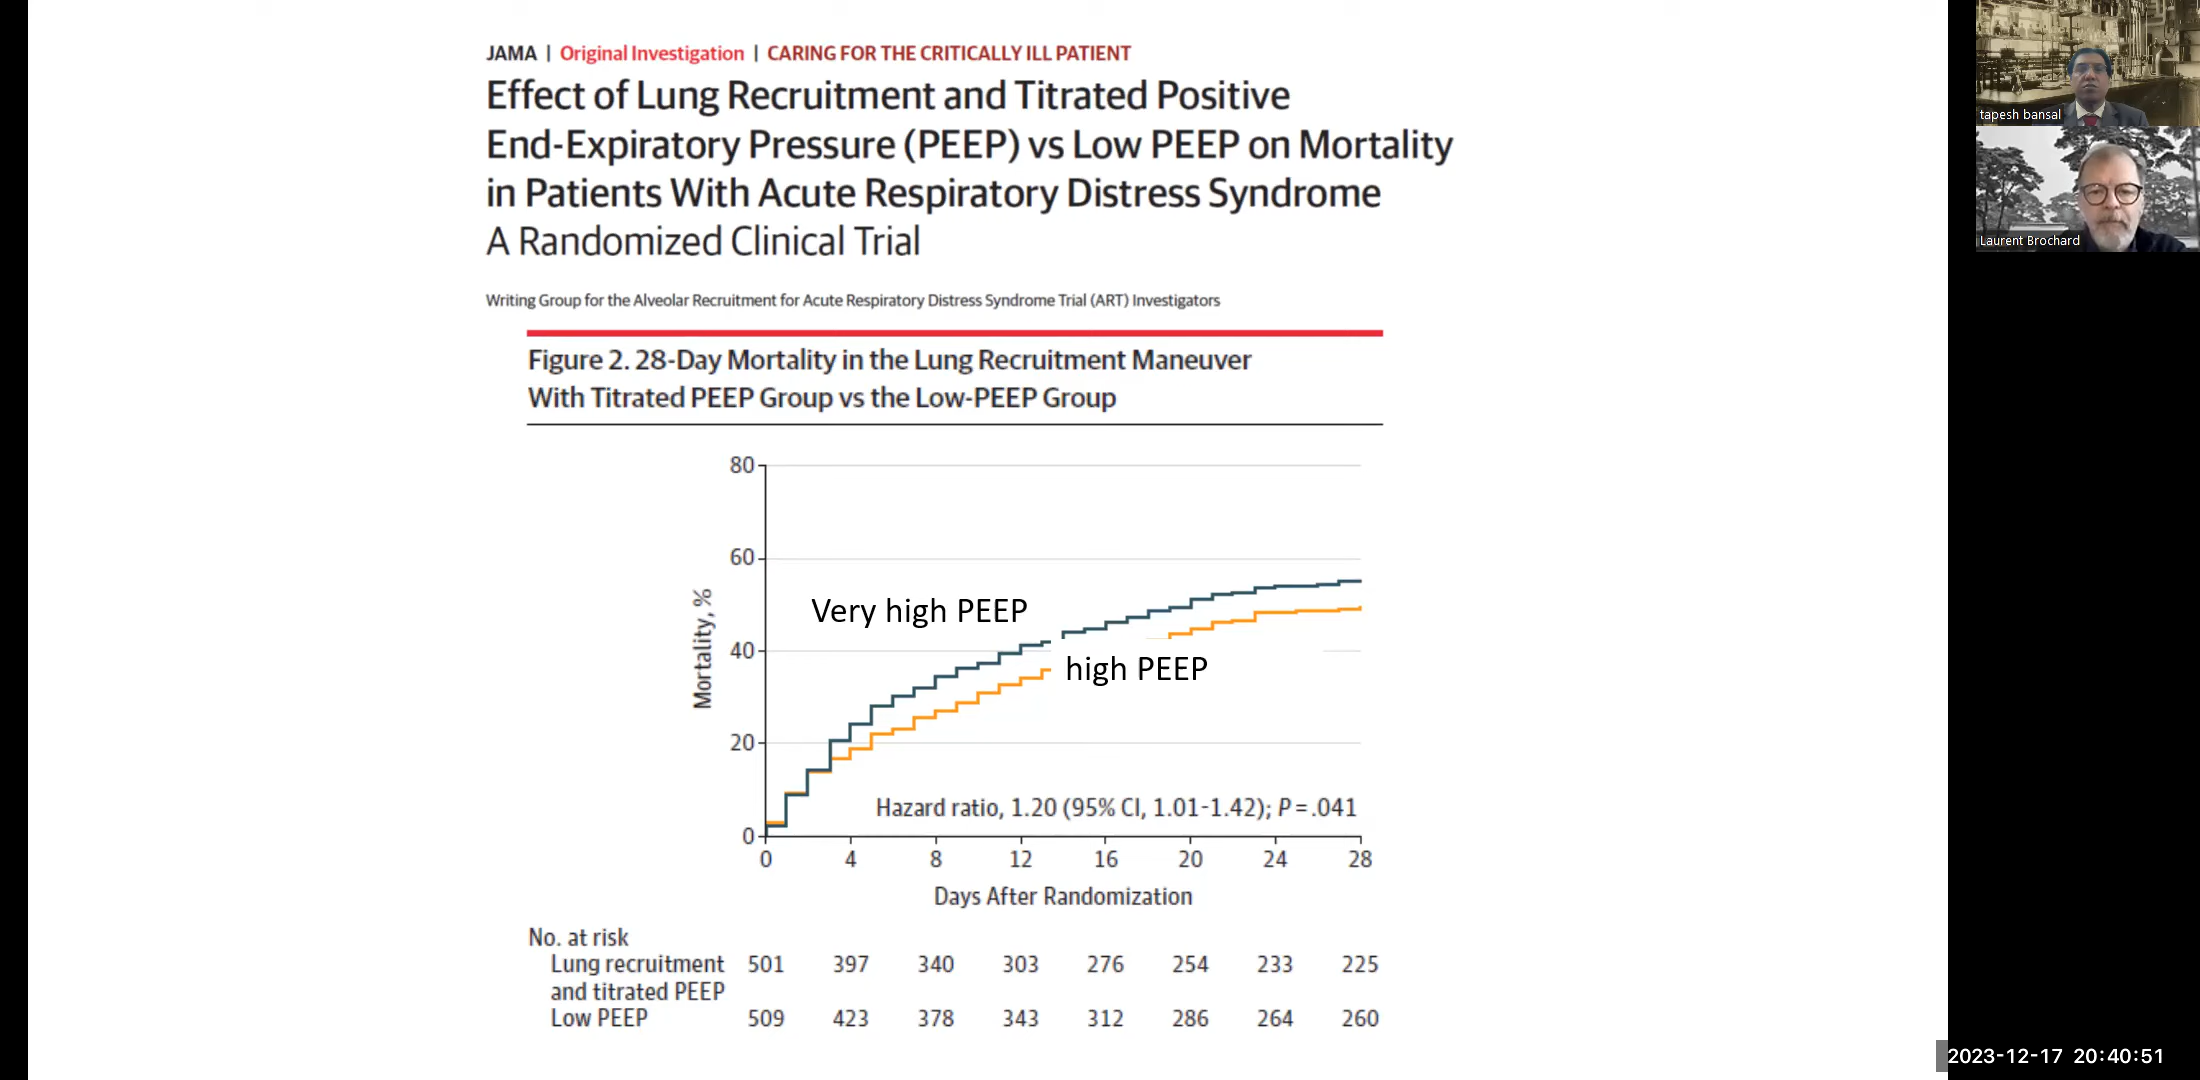 JAMA | Original Investigation | CARING FOR THE CRITICALLY ILL PATIENT
Effect of Lung Recruitment and Titrated Positive
End-Expiratory Pressure (PEEP) vs Low PEEP on Mortality
in Patients With Acute Respiratory Distress Syndrome
A Randomized Clinical Trial
Writing Group for the Alveolar Recruitment for Acute Respiratory Distress Syndrome Trial (ART) Investigators
Figure 2. 28-Day Mortality in the Lung Recruitment Maneuver
With Titrated PEEP Group vs the Low-PEEP Group
80
60
40
20
0
Mortality, %
Very high PEEP
high PEEP
Hazard ratio, 1.20 (95% CI, 1.01-1.42); P = .041
0 4 8 12 16 20 24 28
Days After Randomization
No. at risk
Lung recruitment 501 397 340 303 276 254 233 225
and titrated PEEP
Low PEEP 509 423 378 343 312 286 264 260
tapesh bansal
Laurent Brochard
2023-12-17 20:40:51